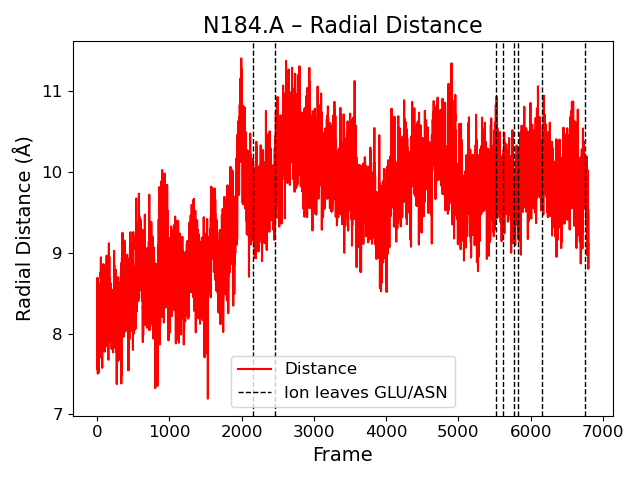 N184.A – Radial Distance
Radial Distance (Å)
11
10
9
8
7
Distance
Ion leaves GLU/ASN
0 1000 2000 3000 4000 5000 6000 7000
Frame